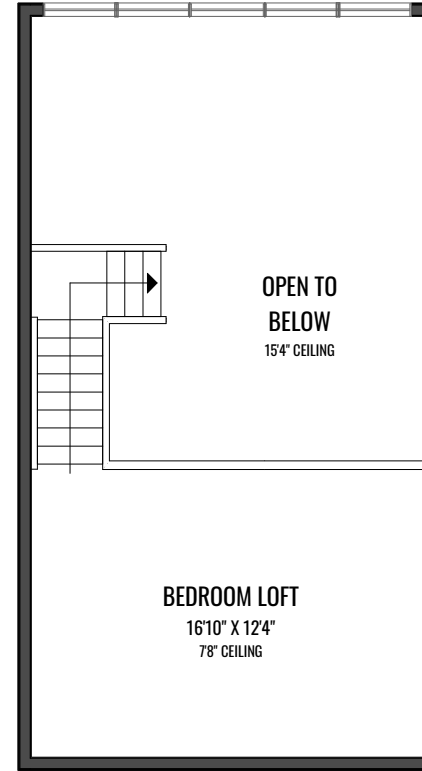 OPEN TO
BELOW
15'4" CEILING
BEDROOM LOFT
16'10" X 12'4"
7'8" CEILING